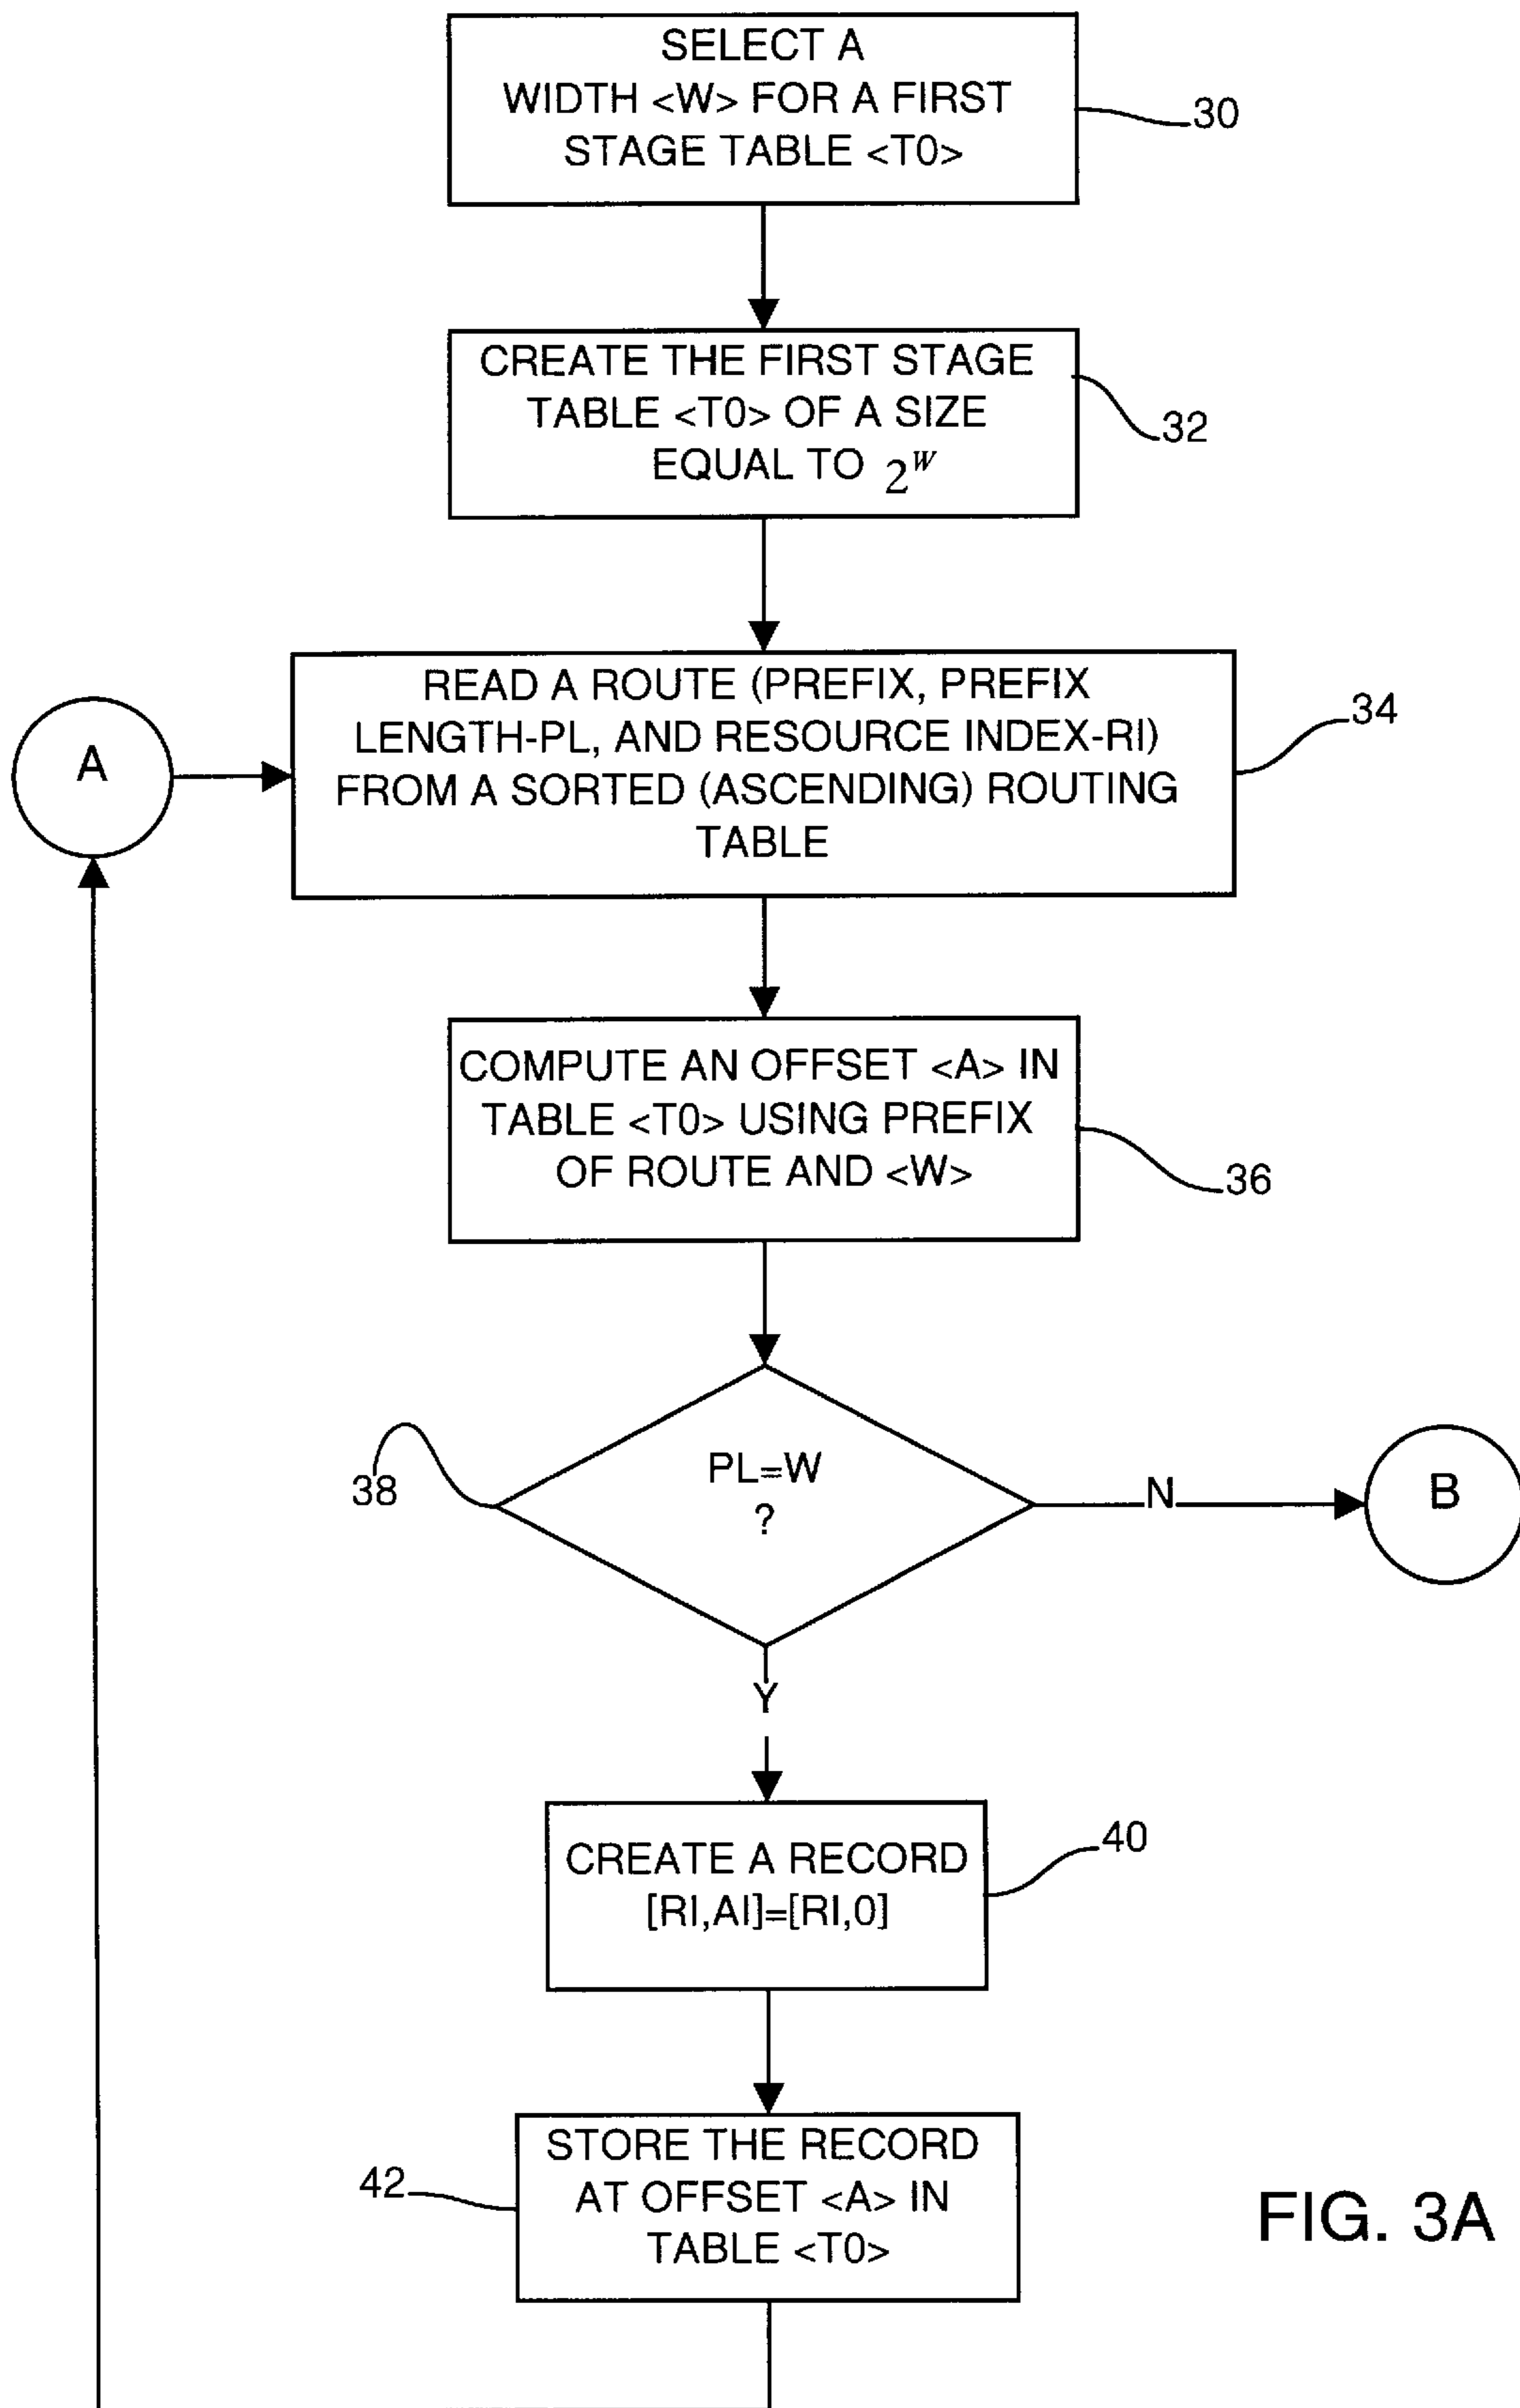 SELECT A
WIDTH <W> FOR A FIRST
STAGE TABLE <T0>
30
CREATE THE FIRST STAGE
TABLE <T0> OF A SIZE
EQUAL TO 2^W
32
READ A ROUTE (PREFIX, PREFIX
LENGTH-PL, AND RESOURCE INDEX-RI)
FROM A SORTED (ASCENDING) ROUTING
TABLE
34
A
COMPUTE AN OFFSET <A> IN
TABLE <T0> USING PREFIX
OF ROUTE AND <W>
36
PL=W
?
38
N
B
Y
CREATE A RECORD
[RI,AI]=[RI,0]
40
STORE THE RECORD
AT OFFSET <A> IN
TABLE <T0>
42
FIG. 3A